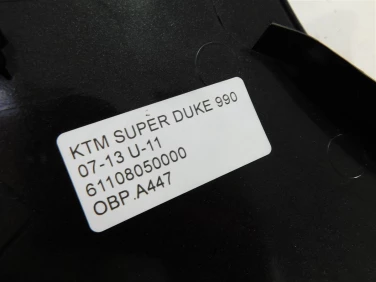 KTM SUPER DUKE 990
07-13 U-11
61108050000
OBP.A447